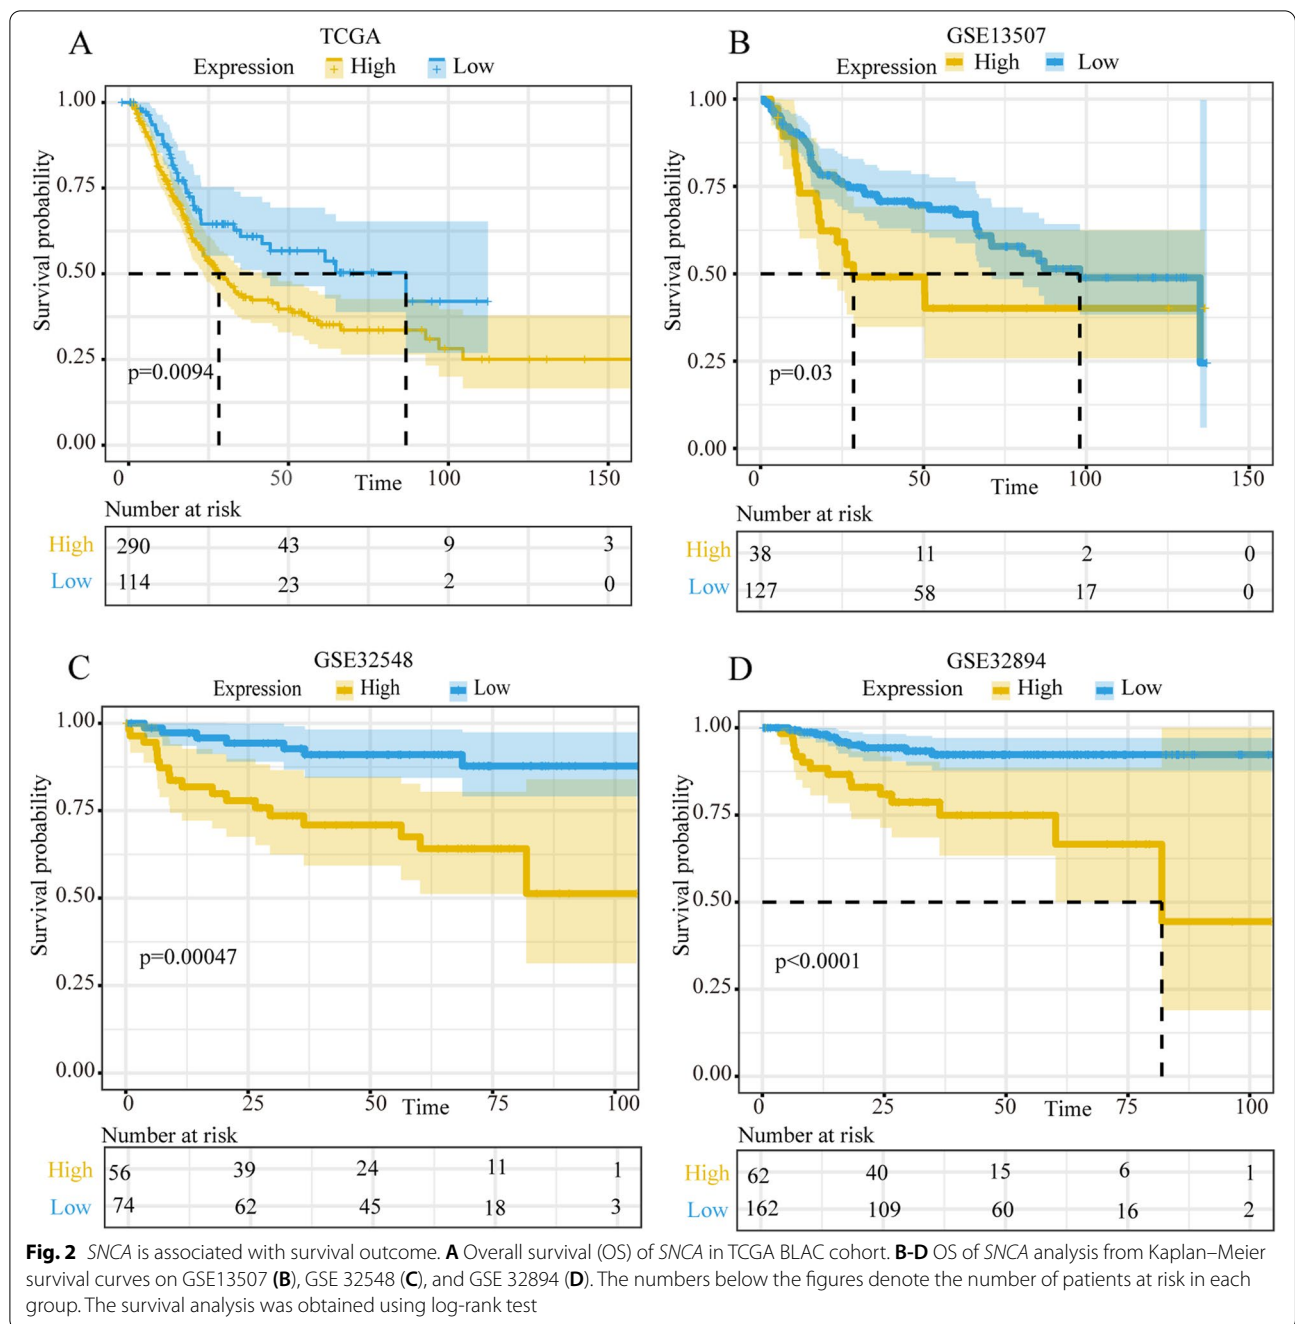 A
TCGA
Expression High Low
Survival probability
1.00
0.75
0.50
0.25
0.00
p=0.0094
0 50 100 150
Time
Number at risk
High 290 43 9 3
Low 114 23 2 0
B
GSE13507
Expression High Low
Survival probability
1.00
0.75
0.50
0.25
0.00
p=0.03
0 50 100 150
Time
Number at risk
High 38 11 2 0
Low 127 58 17 0
C
GSE32548
Expression High Low
Survival probability
1.00
0.75
0.50
0.25
0.00
p=0.00047
0 25 50 75 100
Time
Number at risk
High 56 39 24 11 1
Low 74 62 45 18 3
D
GSE32894
Expression High Low
Survival probability
1.00
0.75
0.50
0.25
0.00
p<0.0001
0 25 50 75 100
Time
Number at risk
High 62 40 15 6 1
Low 162 109 60 16 2
Fig. 2 SNCA is associated with survival outcome. A Overall survival (OS) of SNCA in TCGA BLAC cohort. B-D OS of SNCA analysis from Kaplan–Meier
survival curves on GSE13507 (B), GSE 32548 (C), and GSE 32894 (D). The numbers below the figures denote the number of patients at risk in each
group. The survival analysis was obtained using log-rank test